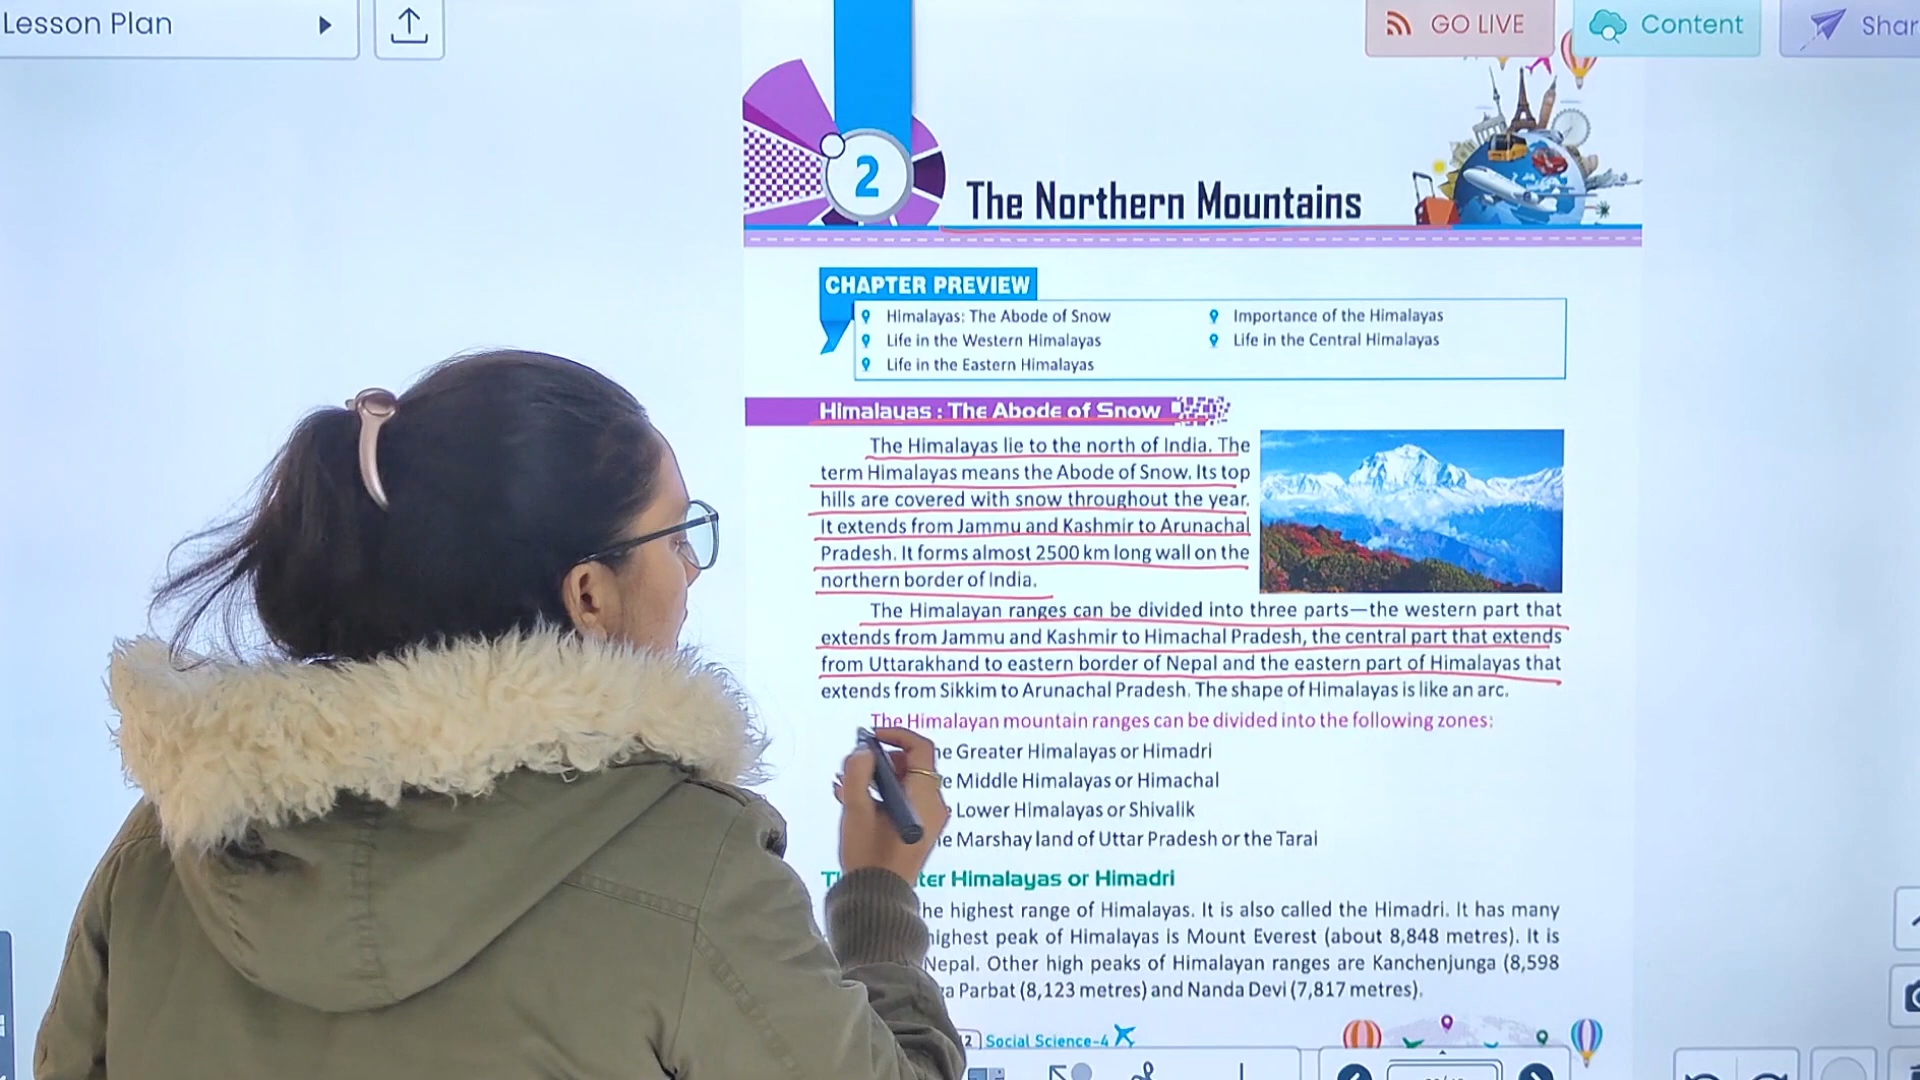 Lesson Plan
GO LIVE
Content
2
The Northern Mountains
CHAPTER PREVIEW
Himalayas: The Abode of Snow
Importance of the Himalayas
Life in the Western Himalayas
Life in the Central Himalayas
Life in the Eastern Himalayas
Himalayas : The Abode of Snow
The Himalayas lie to the north of India. The
term Himalayas means the Abode of Snow. Its top
hills are covered with snow throughout the year.
It extends from Jammu and Kashmir to Arunachal
Pradesh. It forms almost 2500 km long wall on the
northern border of India.
The Himalayan ranges can be divided into three parts—the western part that
extends from Jammu and Kashmir to Himachal Pradesh, the central part that extends
from Uttarakhand to eastern border of Nepal and the eastern part of Himalayas that
extends from Sikkim to Arunachal Pradesh. The shape of Himalayas is like an arc.
The Himalayan mountain ranges can be divided into the following zones:
Greater Himalayas or Himadri
Middle Himalayas or Himachal
Lower Himalayas or Shivalik
Marshay land of Uttar Pradesh or the Tarai
Himalayas or Himadri
highest range of Himalayas. It is also called the Himadri. It has many
peak of Himalayas is Mount Everest (about 8,848 metres). It is
Nepal. Other high peaks of Himalayan ranges are Kanchenjunga (8,598
Parbat (8,123 metres) and Nanda Devi (7,817 metres).
Social Science-4